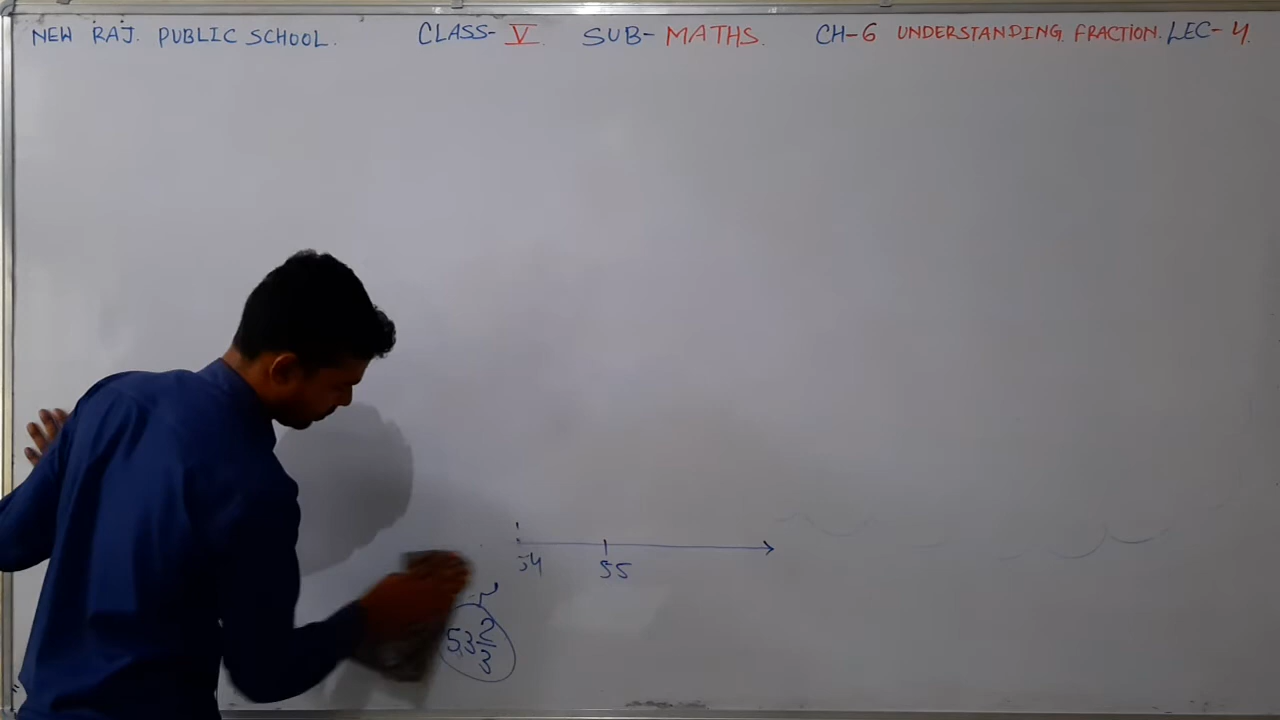 NEW RAJ. PUBLIC SCHOOL. CLASS- V. SUB- MATHS. CH-6 UNDERSTANDING. FRACTION. LEC- 4.
54 55
53 2/3